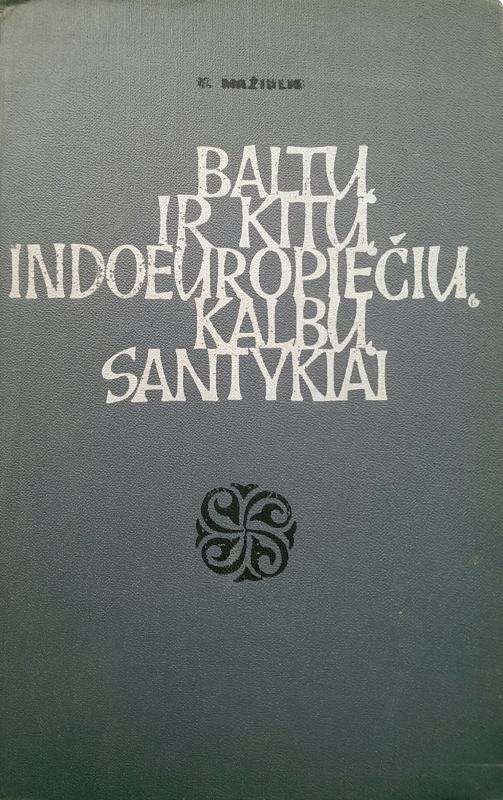 V. MAŽIULIS
BALTŲ
IR KITŲ
INDOEUROPIEČIŲ
KALBŲ
SANTYKIAI